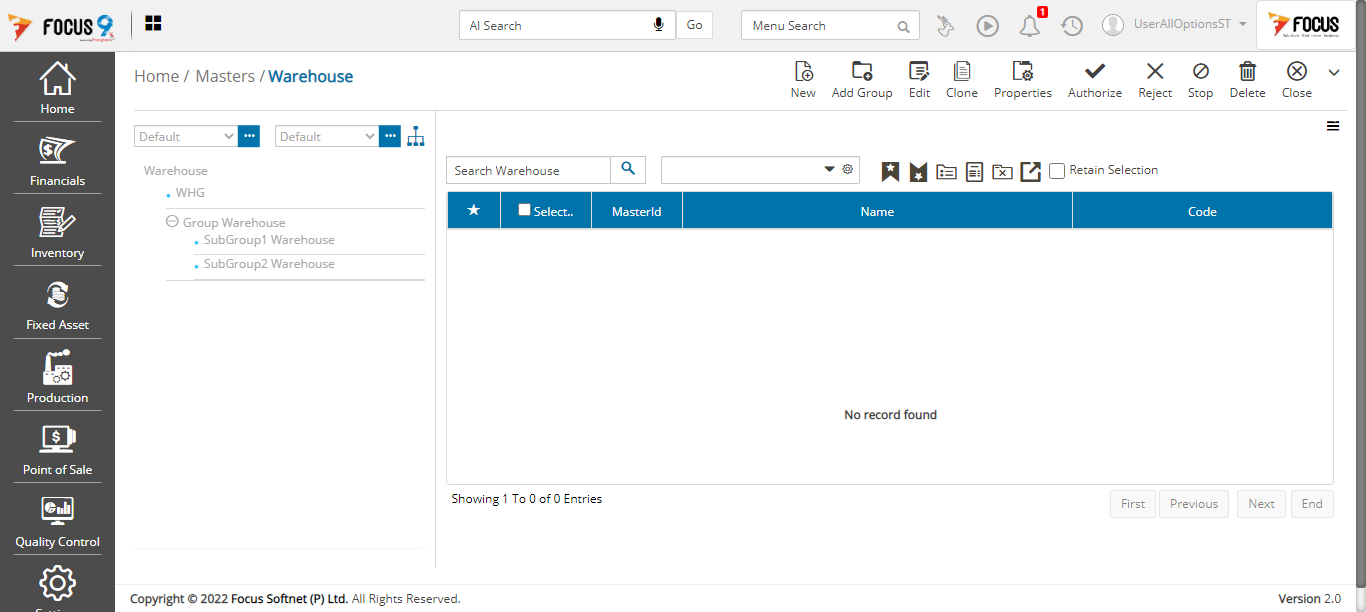 FOCUS 9
AI Search
Go
Menu Search
1
UserAllOptionsST
FOCUS
Home / Masters / Warehouse
New
Add Group
Edit
Clone
Properties
Authorize
Reject
Stop
Delete
Close
Home
Financials
Inventory
Fixed Asset
Production
Point of Sale
Quality Control
Default
Default
Warehouse
WHG
Group Warehouse
SubGroup1 Warehouse
SubGroup2 Warehouse
Search Warehouse
Retain Selection
Select..
MasterId
Name
Code
No record found
Showing 1 To 0 of 0 Entries
First
Previous
Next
End
Copyright © 2022 Focus Softnet (P) Ltd. All Rights Reserved.
Version 2.0